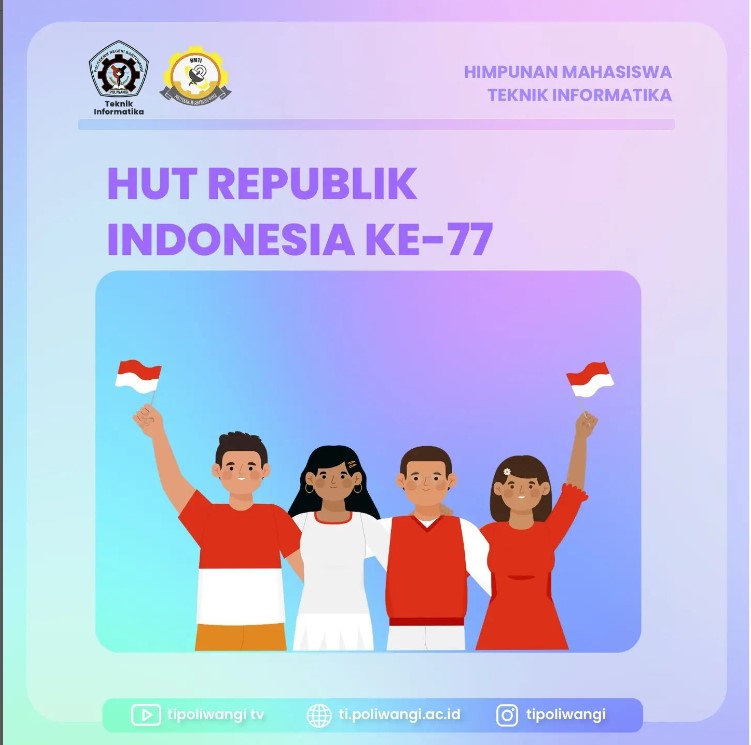 Teknik
Informatika
HIMPUNAN MAHASISWA
TEKNIK INFORMATIKA
HUT REPUBLIK
INDONESIA KE-77
tipoliwangi tv
ti.poliwangi.ac.id
tipoliwangi